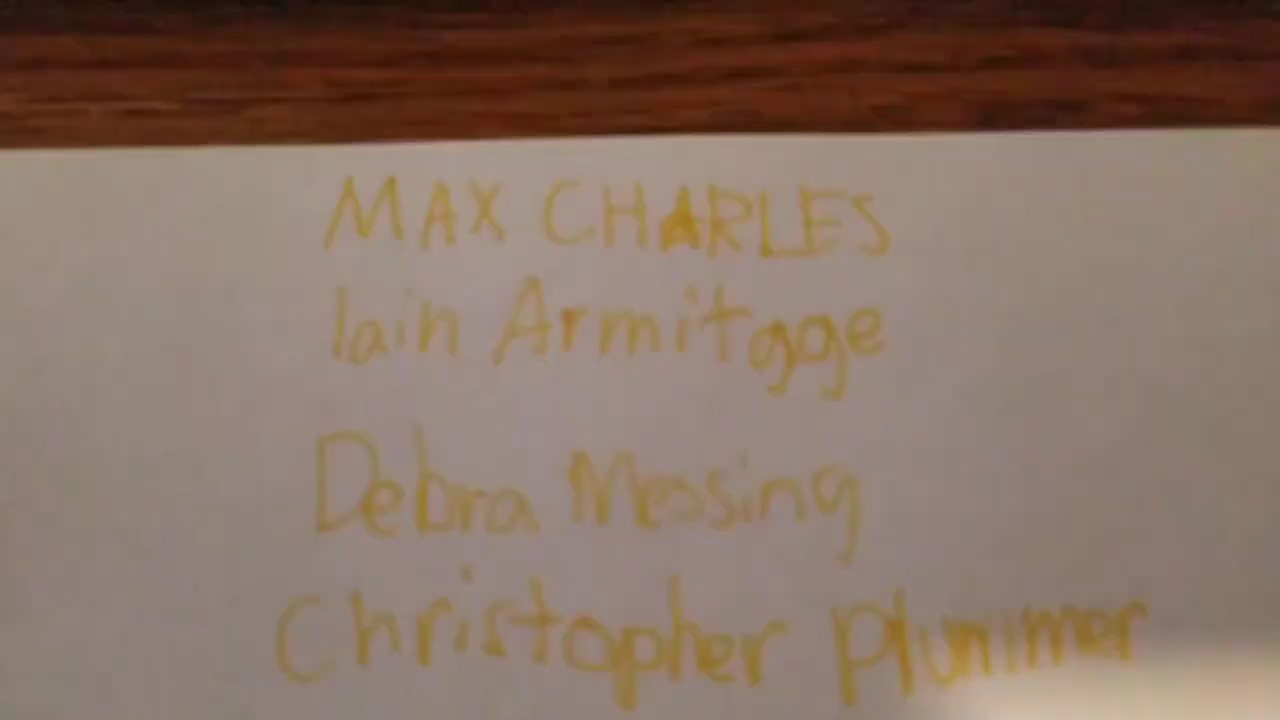 MAX CHARLES
Iain Armitage
Debra Messing
Christopher Plummer